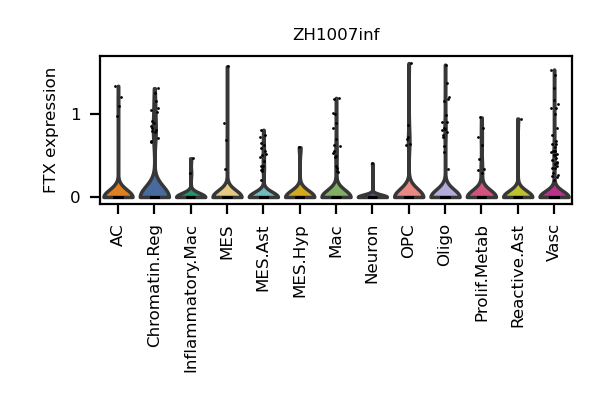 ZH1007inf
FTX expression
1
0
AC
Chromatin.Reg
Inflammatory.Mac
MES
MES.Ast
MES.Hyp
Mac
Neuron
OPC
Oligo
Prolif.Metab
Reactive.Ast
Vasc